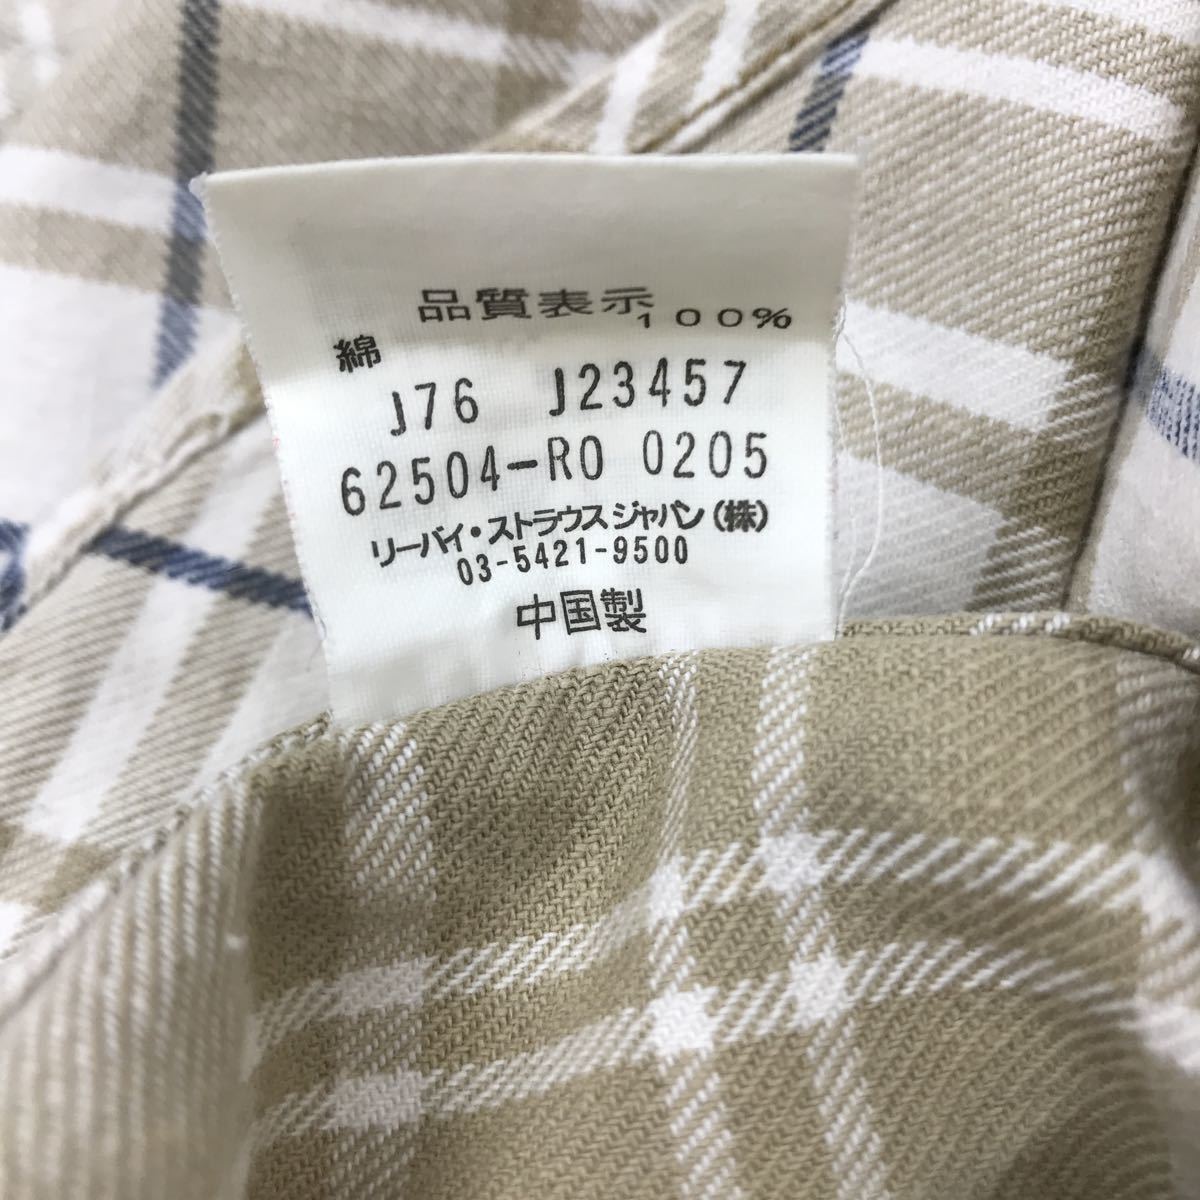 品質表示
綿 100%
J76 J23457
62504-R0 0205
リーバイ・ストラウスジャパン(株)
03-5421-9500
中国製